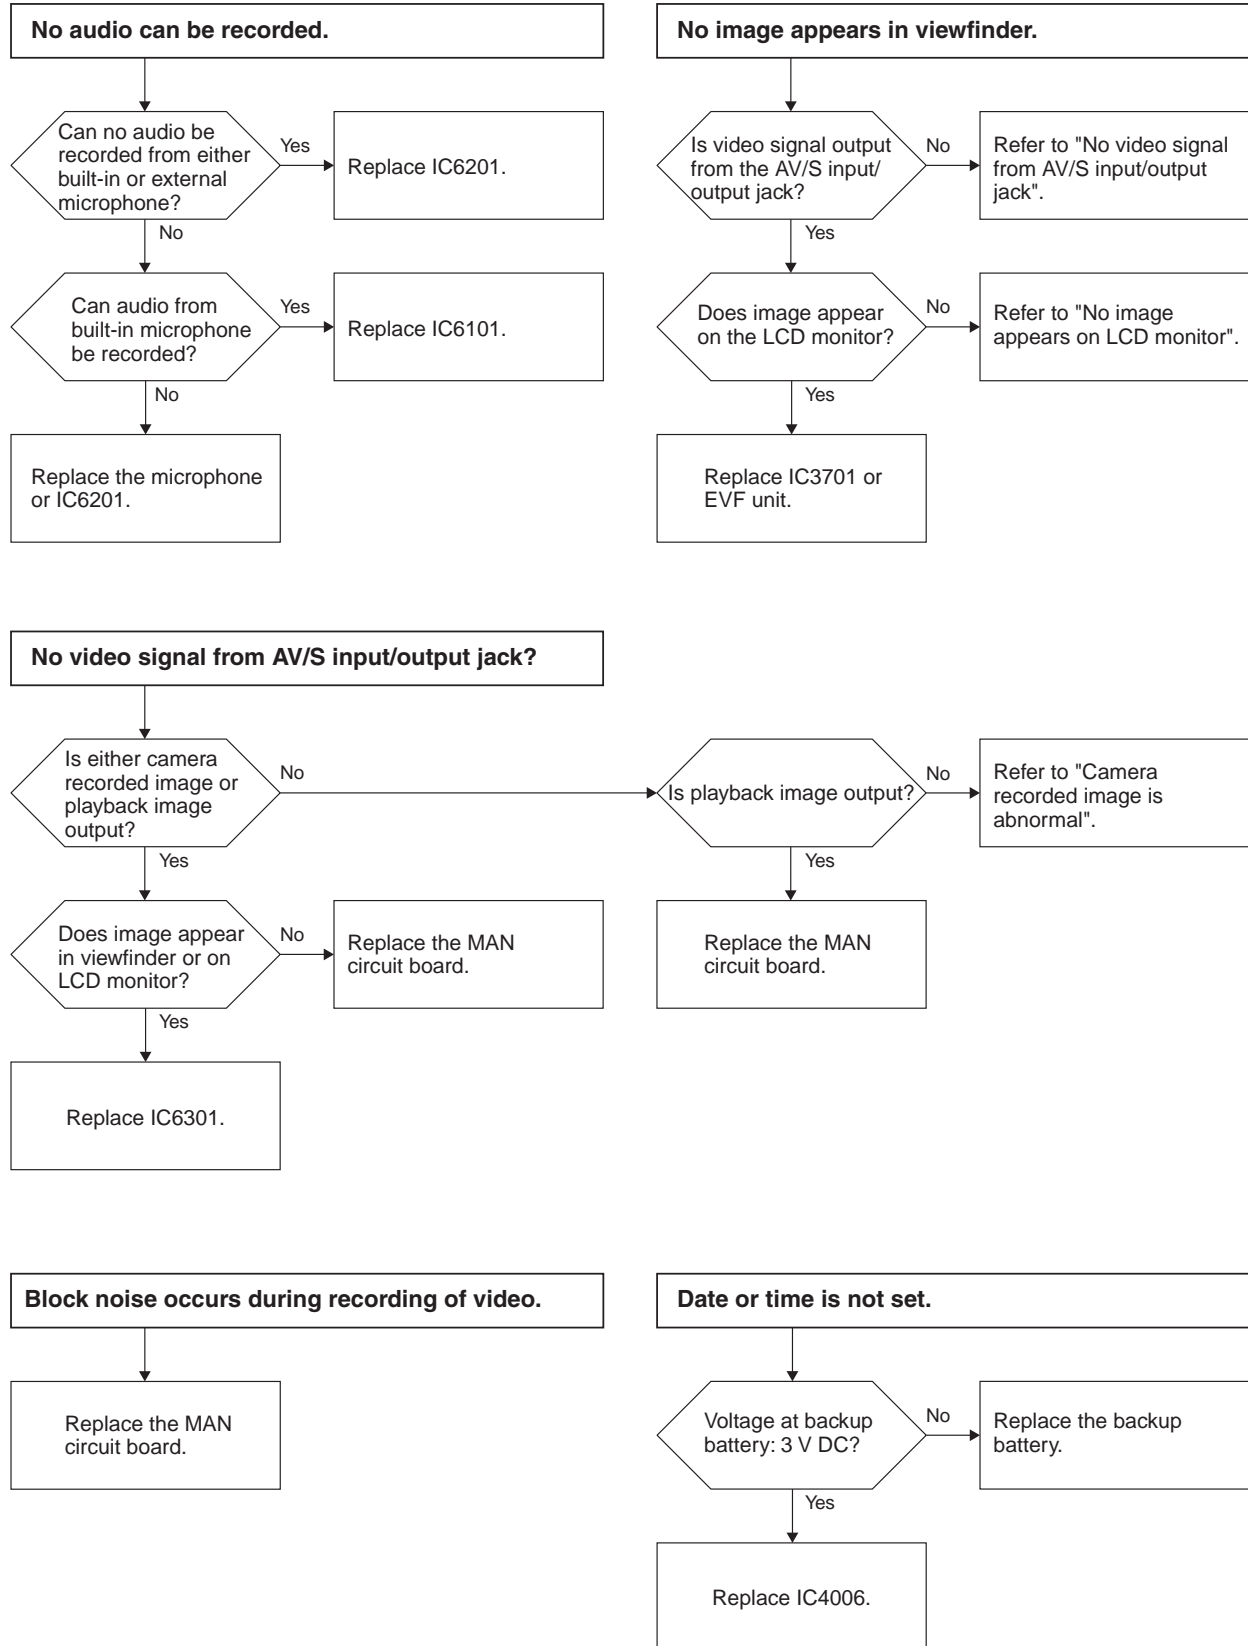 No audio can be recorded.
Can no audio be
recorded from either
built-in or external
microphone?
Yes
Replace IC6201.
No
Can audio from
built-in microphone
be recorded?
Yes
Replace IC6101.
No
Replace the microphone
or IC6201.
No image appears in viewfinder.
Is video signal output
from the AV/S input/
output jack?
No
Refer to "No video signal
from AV/S input/output
jack".
Yes
Does image appear
on the LCD monitor?
No
Refer to "No image
appears on LCD monitor".
Yes
Replace IC3701 or
EVF unit.
No video signal from AV/S input/output jack?
Is either camera
recorded image or
playback image
output?
No
Is playback image output?
No
Refer to "Camera
recorded image is
abnormal".
Yes
Yes
Does image appear
in viewfinder or on
LCD monitor?
No
Replace the MAN
circuit board.
Replace the MAN
circuit board.
Yes
Replace IC6301.
Block noise occurs during recording of video.
Replace the MAN
circuit board.
Date or time is not set.
Voltage at backup
battery: 3 V DC?
No
Replace the backup
battery.
Yes
Replace IC4006.